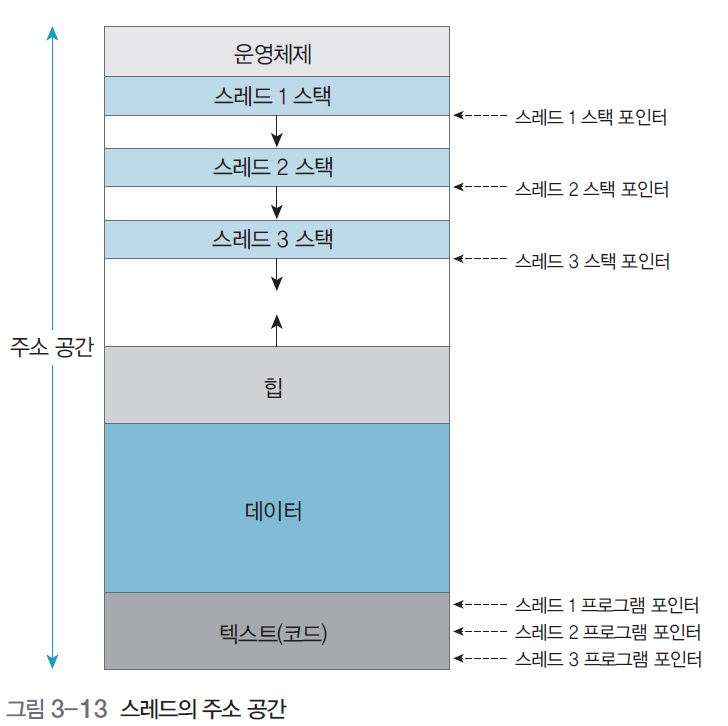 운영체제
스레드 1 스택
스레드 1 스택 포인터
스레드 2 스택
스레드 2 스택 포인터
스레드 3 스택
스레드 3 스택 포인터
주소 공간
힙
데이터
스레드 1 프로그램 포인터
텍스트(코드)
스레드 2 프로그램 포인터
스레드 3 프로그램 포인터
그림 3-13 스레드의 주소 공간